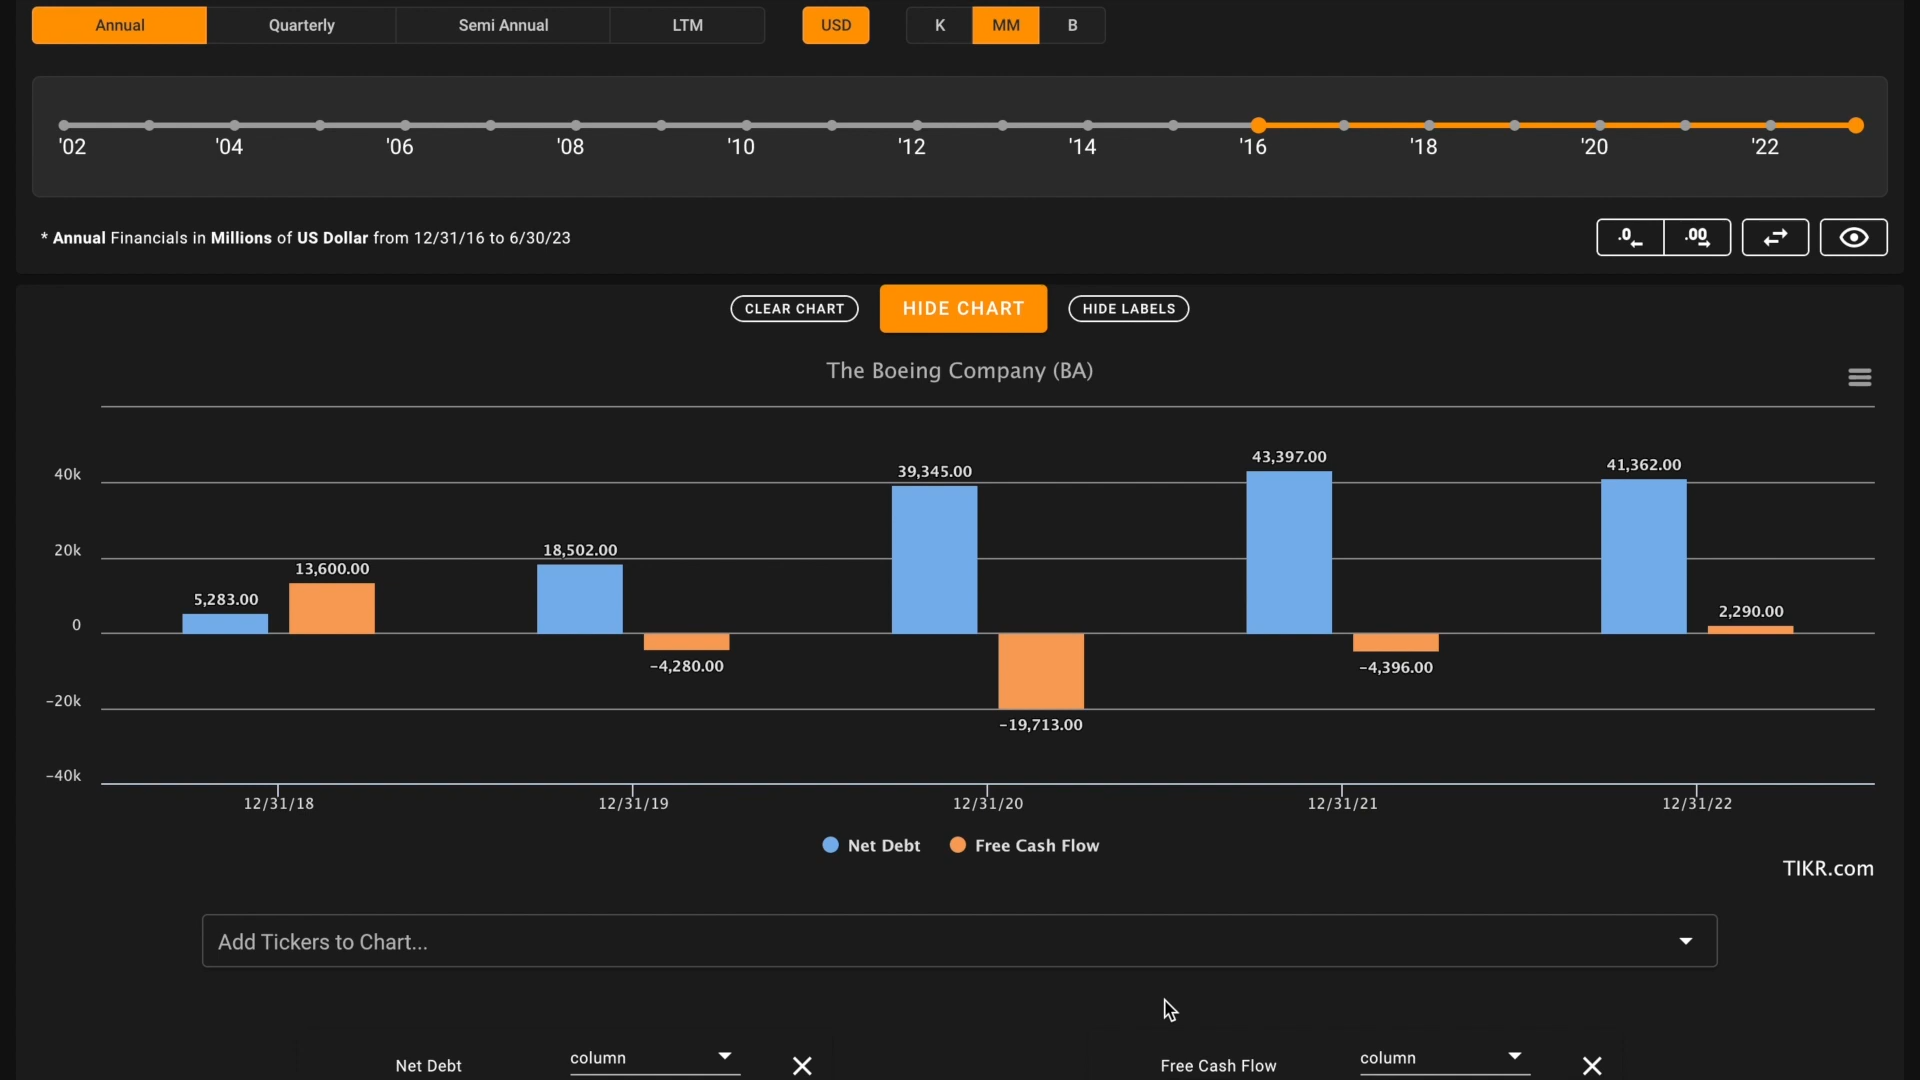 Annual Quarterly Semi Annual LTM USD K MM B
'02 '04 '06 '08 '10 '12 '14 '16 '18 '20 '22
* Annual Financials in Millions of US Dollar from 12/31/16 to 6/30/23
.0 .00
CLEAR CHART HIDE CHART HIDE LABELS
The Boeing Company (BA)
43,397.00
41,362.00
39,345.00
40k
18,502.00
20k
13,600.00
5,283.00
2,290.00
0
-4,280.00
-4,396.00
-20k
-19,713.00
-40k
12/31/18 12/31/19 12/31/20 12/31/21 12/31/22
Net Debt Free Cash Flow
TIKR.com
Add Tickers to Chart...
Net Debt column Free Cash Flow column